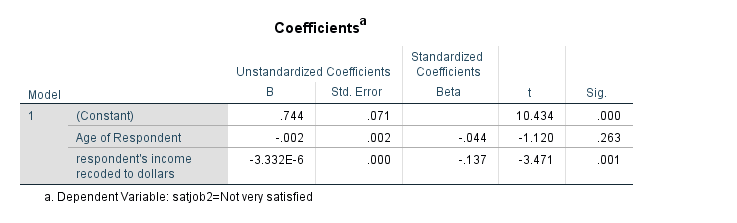 Coefficientsª
Standardized
Unstandardized Coefficients Coefficients
Model B Std. Error Beta t Sig.
1 (Constant) .744 .071 10.434 .000
Age of Respondent -.002 .002 -.044 -1.120 .263
respondent's income -3.332E-6 .000 -.137 -3.471 .001
recoded to dollars
a. Dependent Variable: satjob2=Not very satisfied